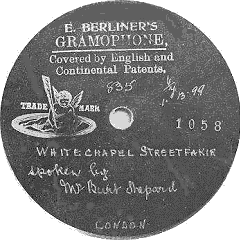 E. BERLINER'S
GRAMOPHONE,
Covered by English and
Continental Patents.
835
13-99
TRADE MARK
1058
WHITECHAPEL STREETFAKIR
spoken by
Mr Burt Shepard
LONDON